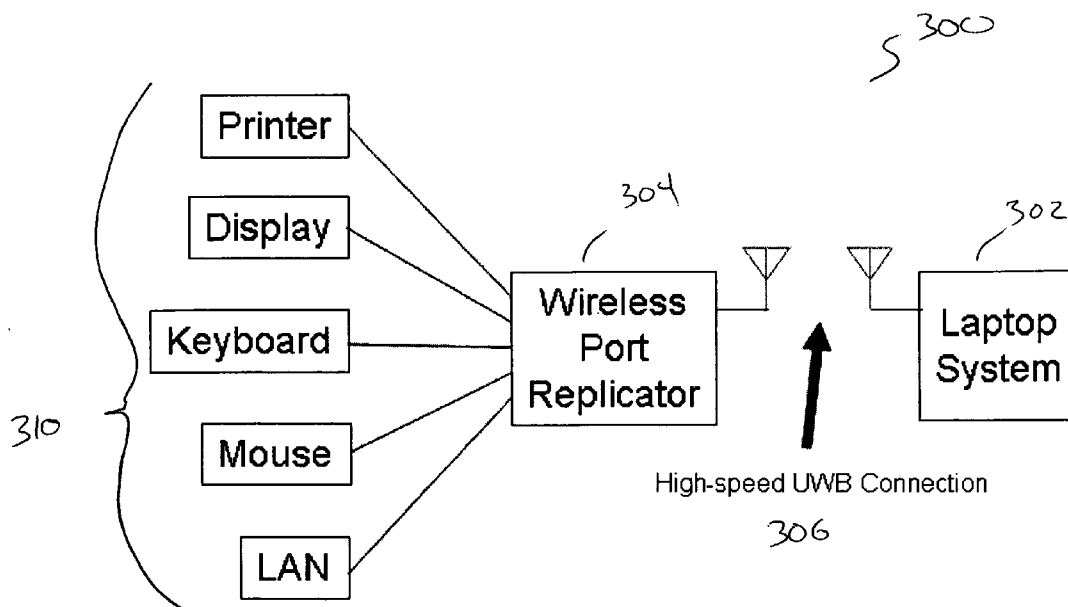 300
Printer
304
302
Display
Wireless
Port
Replicator
Laptop
System
Keyboard
310
Mouse
High-speed UWB Connection
306
LAN